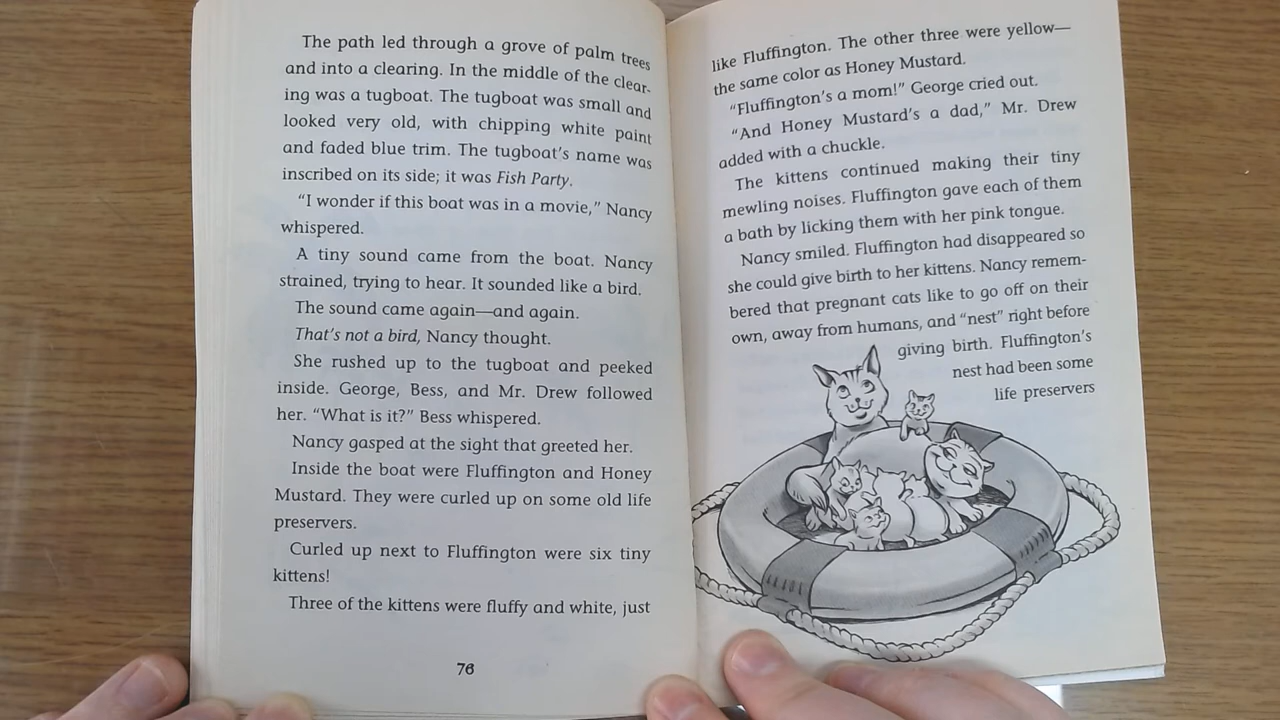 The path led through a grove of palm trees
and into a clearing. In the middle of the clear-
ing was a tugboat. The tugboat was small and
looked very old, with chipping white paint
and faded blue trim. The tugboat's name was
inscribed on its side; it was Fish Party.
"I wonder if this boat was in a movie," Nancy
whispered.
A tiny sound came from the boat. Nancy
strained, trying to hear. It sounded like a bird.
The sound came again—and again.
That's not a bird, Nancy thought.
She rushed up to the tugboat and peeked
inside. George, Bess, and Mr. Drew followed
her. "What is it?" Bess whispered.
Nancy gasped at the sight that greeted her.
Inside the boat were Fluffington and Honey
Mustard. They were curled up on some old life
preservers.
Curled up next to Fluffington were six tiny
kittens!
Three of the kittens were fluffy and white, just
76
like Fluffington. The other three were yellow—
the same color as Honey Mustard.
"Fluffington's a mom!" George cried out.
"And Honey Mustard's a dad," Mr. Drew
added with a chuckle.
The kittens continued making their tiny
mewling noises. Fluffington gave each of them
a bath by licking them with her pink tongue.
Nancy smiled. Fluffington had disappeared so
she could give birth to her kittens. Nancy remem-
bered that pregnant cats like to go off on their
own, away from humans, and "nest" right before
giving birth. Fluffington's
nest had been some
life preservers